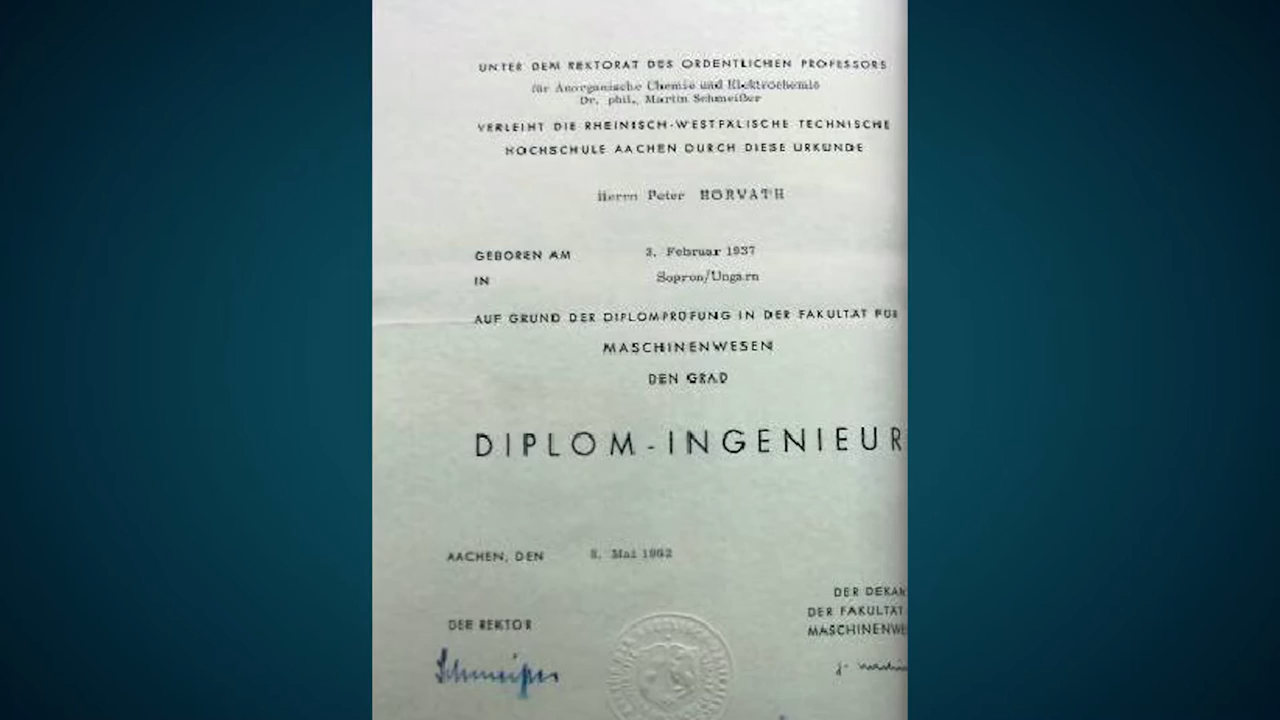 UNTER DEM REKTORAT DES ORDENTLICHEN PROFESSORS
für Anorganische Chemie und Elektrochemie
Dr. phil. Martin Schmeißer
VERLEIHT DIE RHEINISCH-WESTFÄLISCHE TECHNISCHE
HOCHSCHULE AACHEN DURCH DIESE URKUNDE
Herrn Peter HORVATH
GEBOREN AM 3. Februar 1937
IN Sopron/Ungarn
AUF GRUND DER DIPLOMPRÜFUNG IN DER FAKULTÄT FÜR
MASCHINENWESEN
DEN GRAD
DIPLOM-INGENIEUR
AACHEN, DEN 8. Mai 1962
DER DEKAN
DER FAKULTÄT
DER REKTOR
MASCHINENWE
Schmeißer